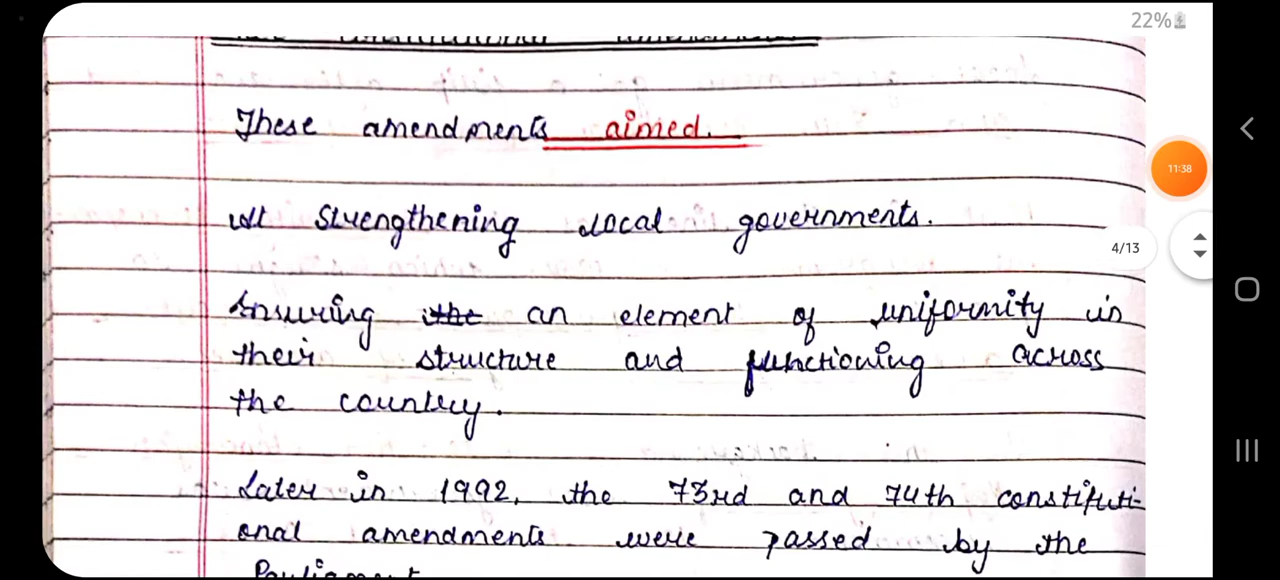 22%
These amendments aimed.
11:38
At strengthening local governments.
4/13
Ensuring the an element of uniformity in
their structure and functioning across
the country.
Later in 1992, the 73rd and 74th constituti-
onal amendments were passed by the
Parliament